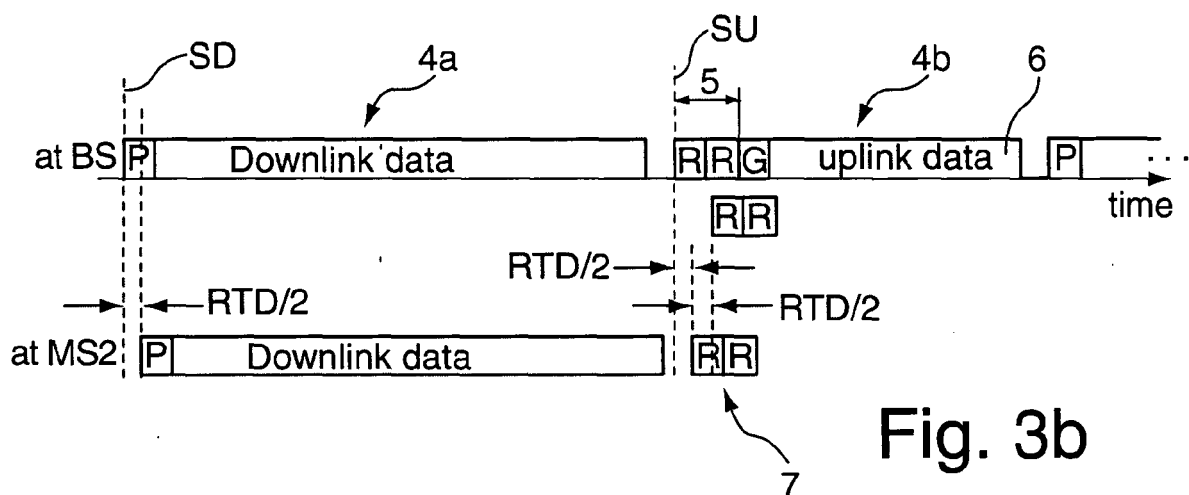 SD
4a
SU
5
4b
6
at BS P Downlink data R R G uplink data P ...
time
R R
RTD/2
RTD/2
RTD/2
at MS2 P Downlink data R R
7
Fig. 3b